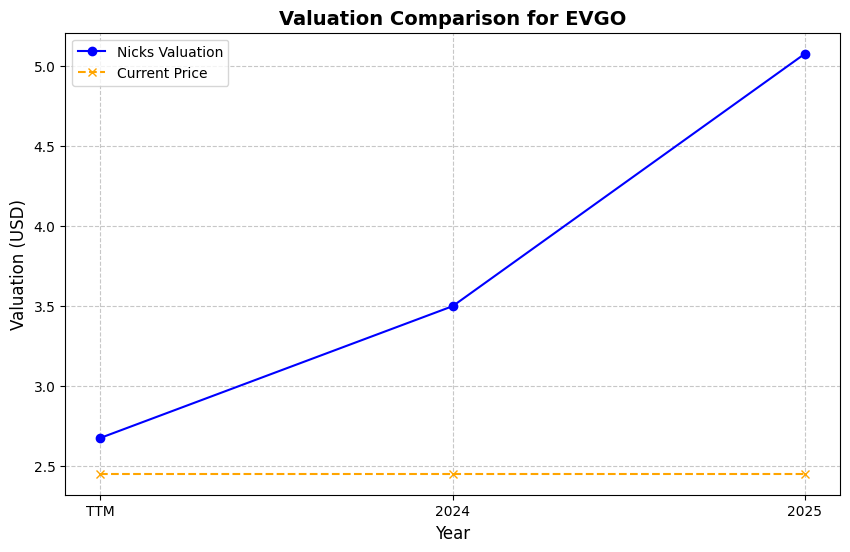 Valuation Comparison for EVGO
Nicks Valuation
Current Price
Valuation (USD)
5.0
4.5
4.0
3.5
3.0
2.5
TTM
2024
2025
Year